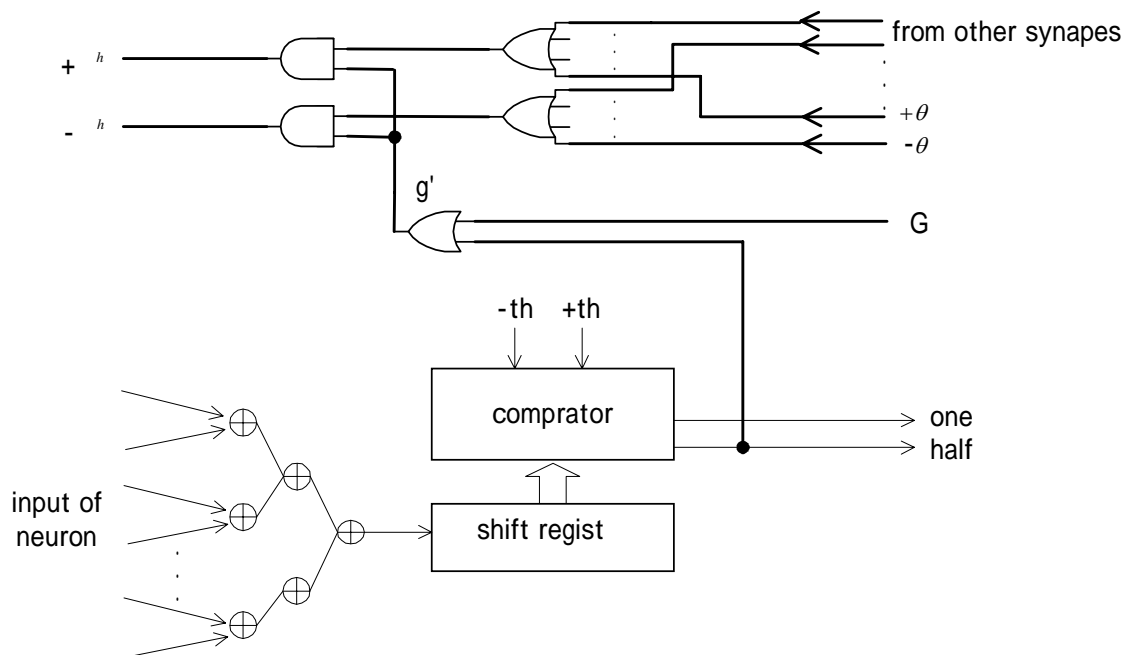 from other synapes
+ h
+θ
- h
-θ
g'
G
-th +th
comprator
one
half
input of
neuron
shift regist